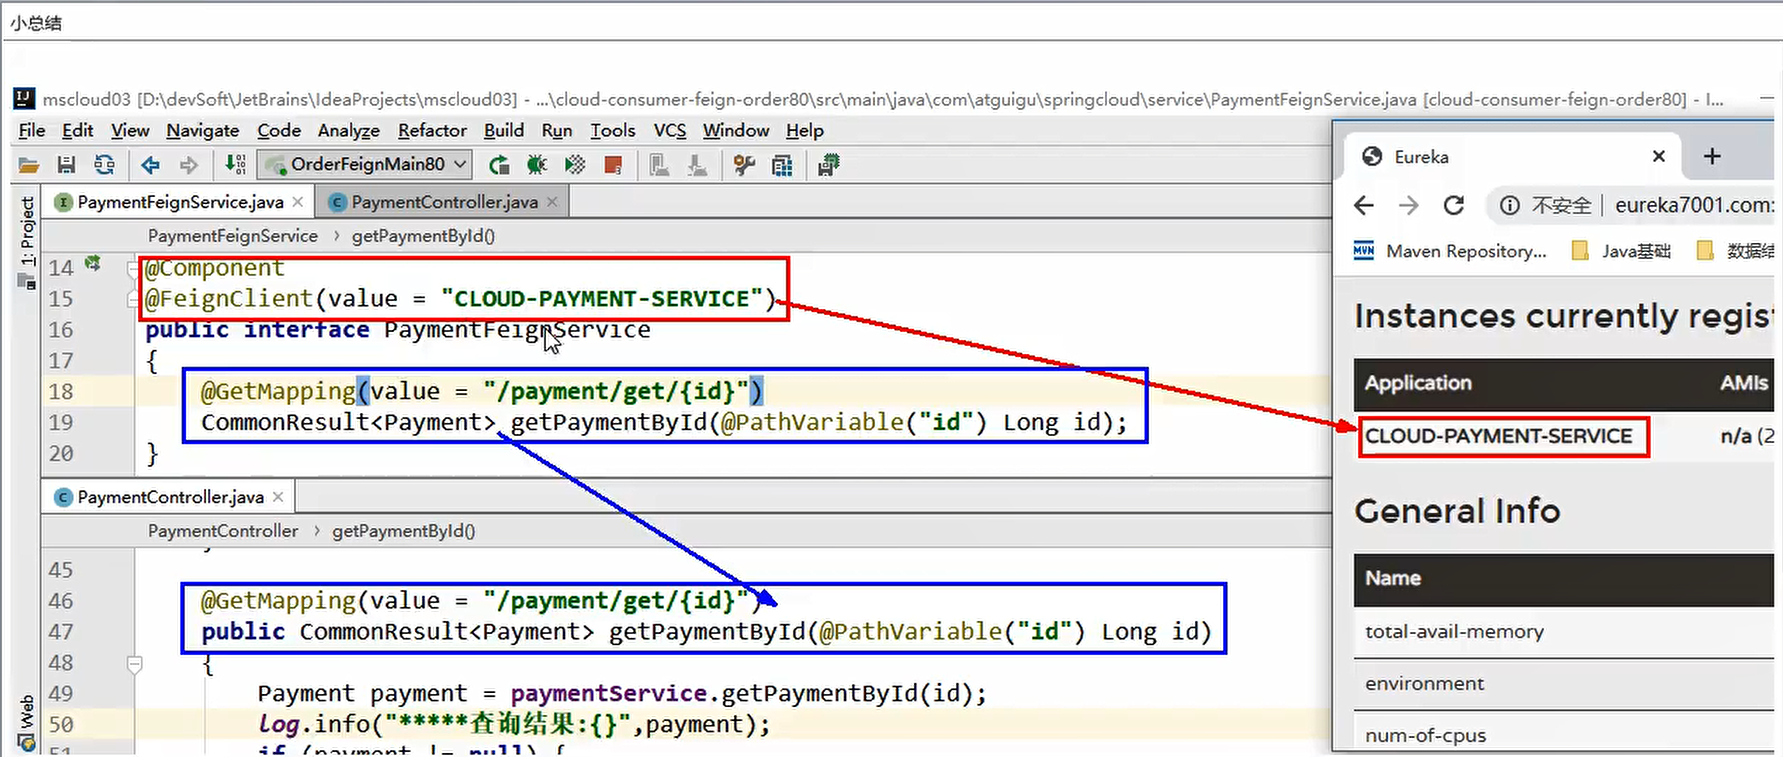 小总结
mscloud03 [D:\devSoft\JetBrains\IdeaProjects\mscloud03] - ...\cloud-consumer-feign-order80\src\main\java\com\atguigu\springcloud\service\PaymentFeignService.java [cloud-consumer-feign-order80] - I...
File Edit View Navigate Code Analyze Refactor Build Run Tools VCS Window Help
OrderFeignMain80
PaymentFeignService.java PaymentController.java
PaymentFeignService > getPaymentById()
1: Project
14 @Component
15 @FeignClient(value = "CLOUD-PAYMENT-SERVICE")
16 public interface PaymentFeignService
17 {
18 @GetMapping(value = "/payment/get/{id}")
19 CommonResult<Payment> getPaymentById(@PathVariable("id") Long id);
20 }
PaymentController.java
PaymentController > getPaymentById()
45
46 @GetMapping(value = "/payment/get/{id}")
47 public CommonResult<Payment> getPaymentById(@PathVariable("id") Long id)
48 {
49 Payment payment = paymentService.getPaymentById(id);
50 log.info("*****查询结果:{}",payment);
51 if (payment != null) {
Web
Eureka
不安全 | eureka7001.com:
Maven Repository... Java基础 数据结
Instances currently regist
Application AMIs
CLOUD-PAYMENT-SERVICE n/a (2
General Info
Name
total-avail-memory
environment
num-of-cpus